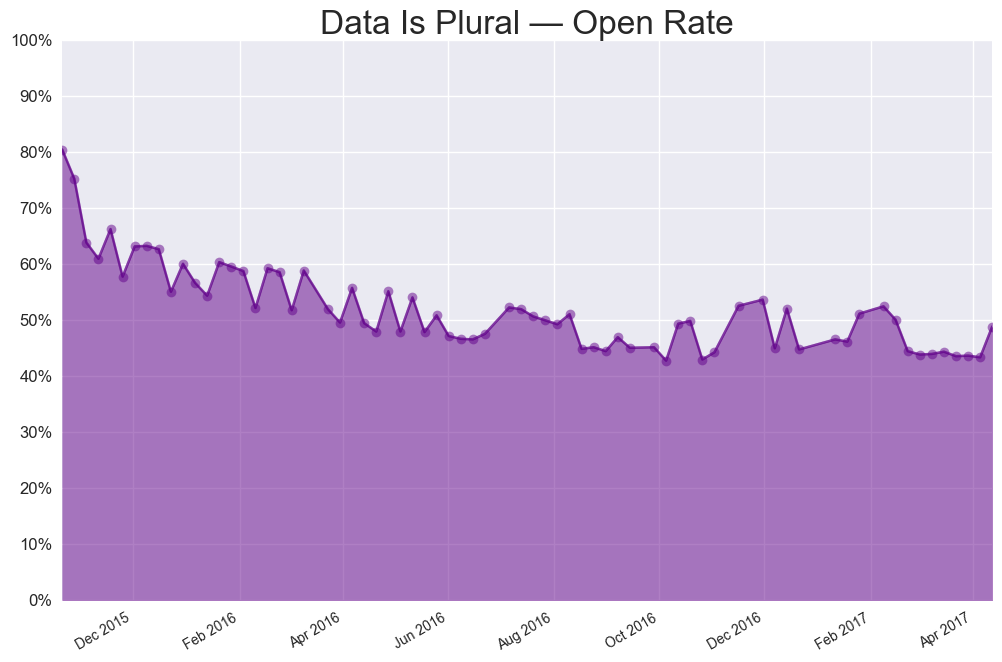 Data Is Plural — Open Rate
100%
90%
80%
70%
60%
50%
40%
30%
20%
10%
0%
Dec 2015
Feb 2016
Apr 2016
Jun 2016
Aug 2016
Oct 2016
Dec 2016
Feb 2017
Apr 2017